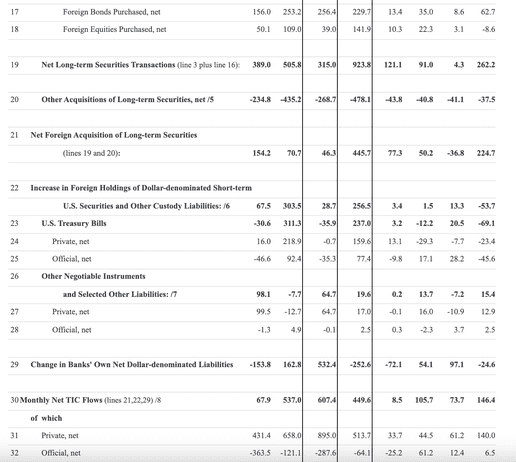 17 Foreign Bonds Purchased, net 156.0 253.2 256.4 229.7 13.4 35.0 8.6 62.7
18 Foreign Equities Purchased, net 50.1 109.0 39.0 141.9 10.3 22.3 3.1 -8.6
19 Net Long-term Securities Transactions (line 3 plus line 16): 389.0 505.8 315.0 923.8 121.1 91.0 4.3 262.2
20 Other Acquisitions of Long-term Securities, net /5 -234.8 -435.2 -268.7 -478.1 -43.8 -40.8 -41.1 -37.5
21 Net Foreign Acquisition of Long-term Securities
(lines 19 and 20): 154.2 70.7 46.3 445.7 77.3 50.2 -36.8 224.7
22 Increase in Foreign Holdings of Dollar-denominated Short-term
U.S. Securities and Other Custody Liabilities: /6 67.5 303.5 28.7 256.5 3.4 1.5 13.3 -53.7
23 U.S. Treasury Bills -30.6 311.3 -35.9 237.0 3.2 -12.2 20.5 -69.1
24 Private, net 16.0 218.9 -0.7 159.6 13.1 -29.3 -7.7 -23.4
25 Official, net -46.6 92.4 -35.3 77.4 -9.8 17.1 28.2 -45.6
26 Other Negotiable Instruments
and Selected Other Liabilities: /7 98.1 -7.7 64.7 19.6 0.2 13.7 -7.2 15.4
27 Private, net 99.5 -12.7 64.7 17.0 -0.1 16.0 -10.9 12.9
28 Official, net -1.3 4.9 -0.1 2.5 0.3 -2.3 3.7 2.5
29 Change in Banks' Own Net Dollar-denominated Liabilities -153.8 162.8 532.4 -252.6 -72.1 54.1 97.1 -24.6
30 Monthly Net TIC Flows (lines 21,22,29) /8 67.9 537.0 607.4 449.6 8.5 105.7 73.7 146.4
of which
31 Private, net 431.4 658.0 895.0 513.7 33.7 44.5 61.2 140.0
32 Official, net -363.5 -121.1 -287.6 -64.1 -25.2 61.2 12.4 6.5